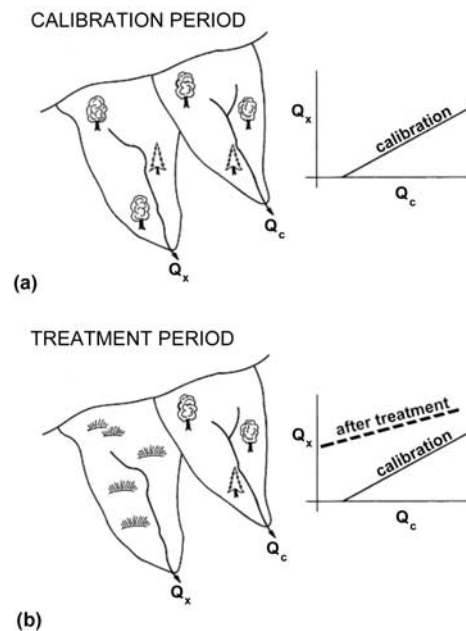 CALIBRATION PERIOD
Qx
calibration
Qc
Qx
Qc
(a)
TREATMENT PERIOD
after treatment
Qx
calibration
Qc
Qx
Qc
(b)